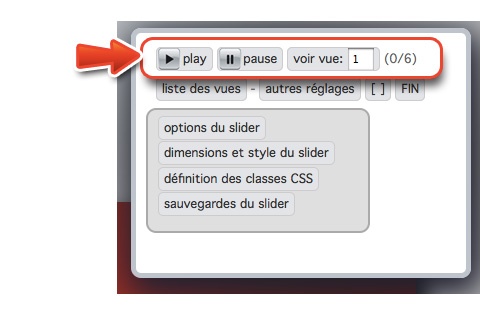 play pause voir vue: 1 (0/6)
liste des vues - autres réglages [ ] FIN
options du slider
dimensions et style du slider
définition des classes CSS
sauvegardes du slider